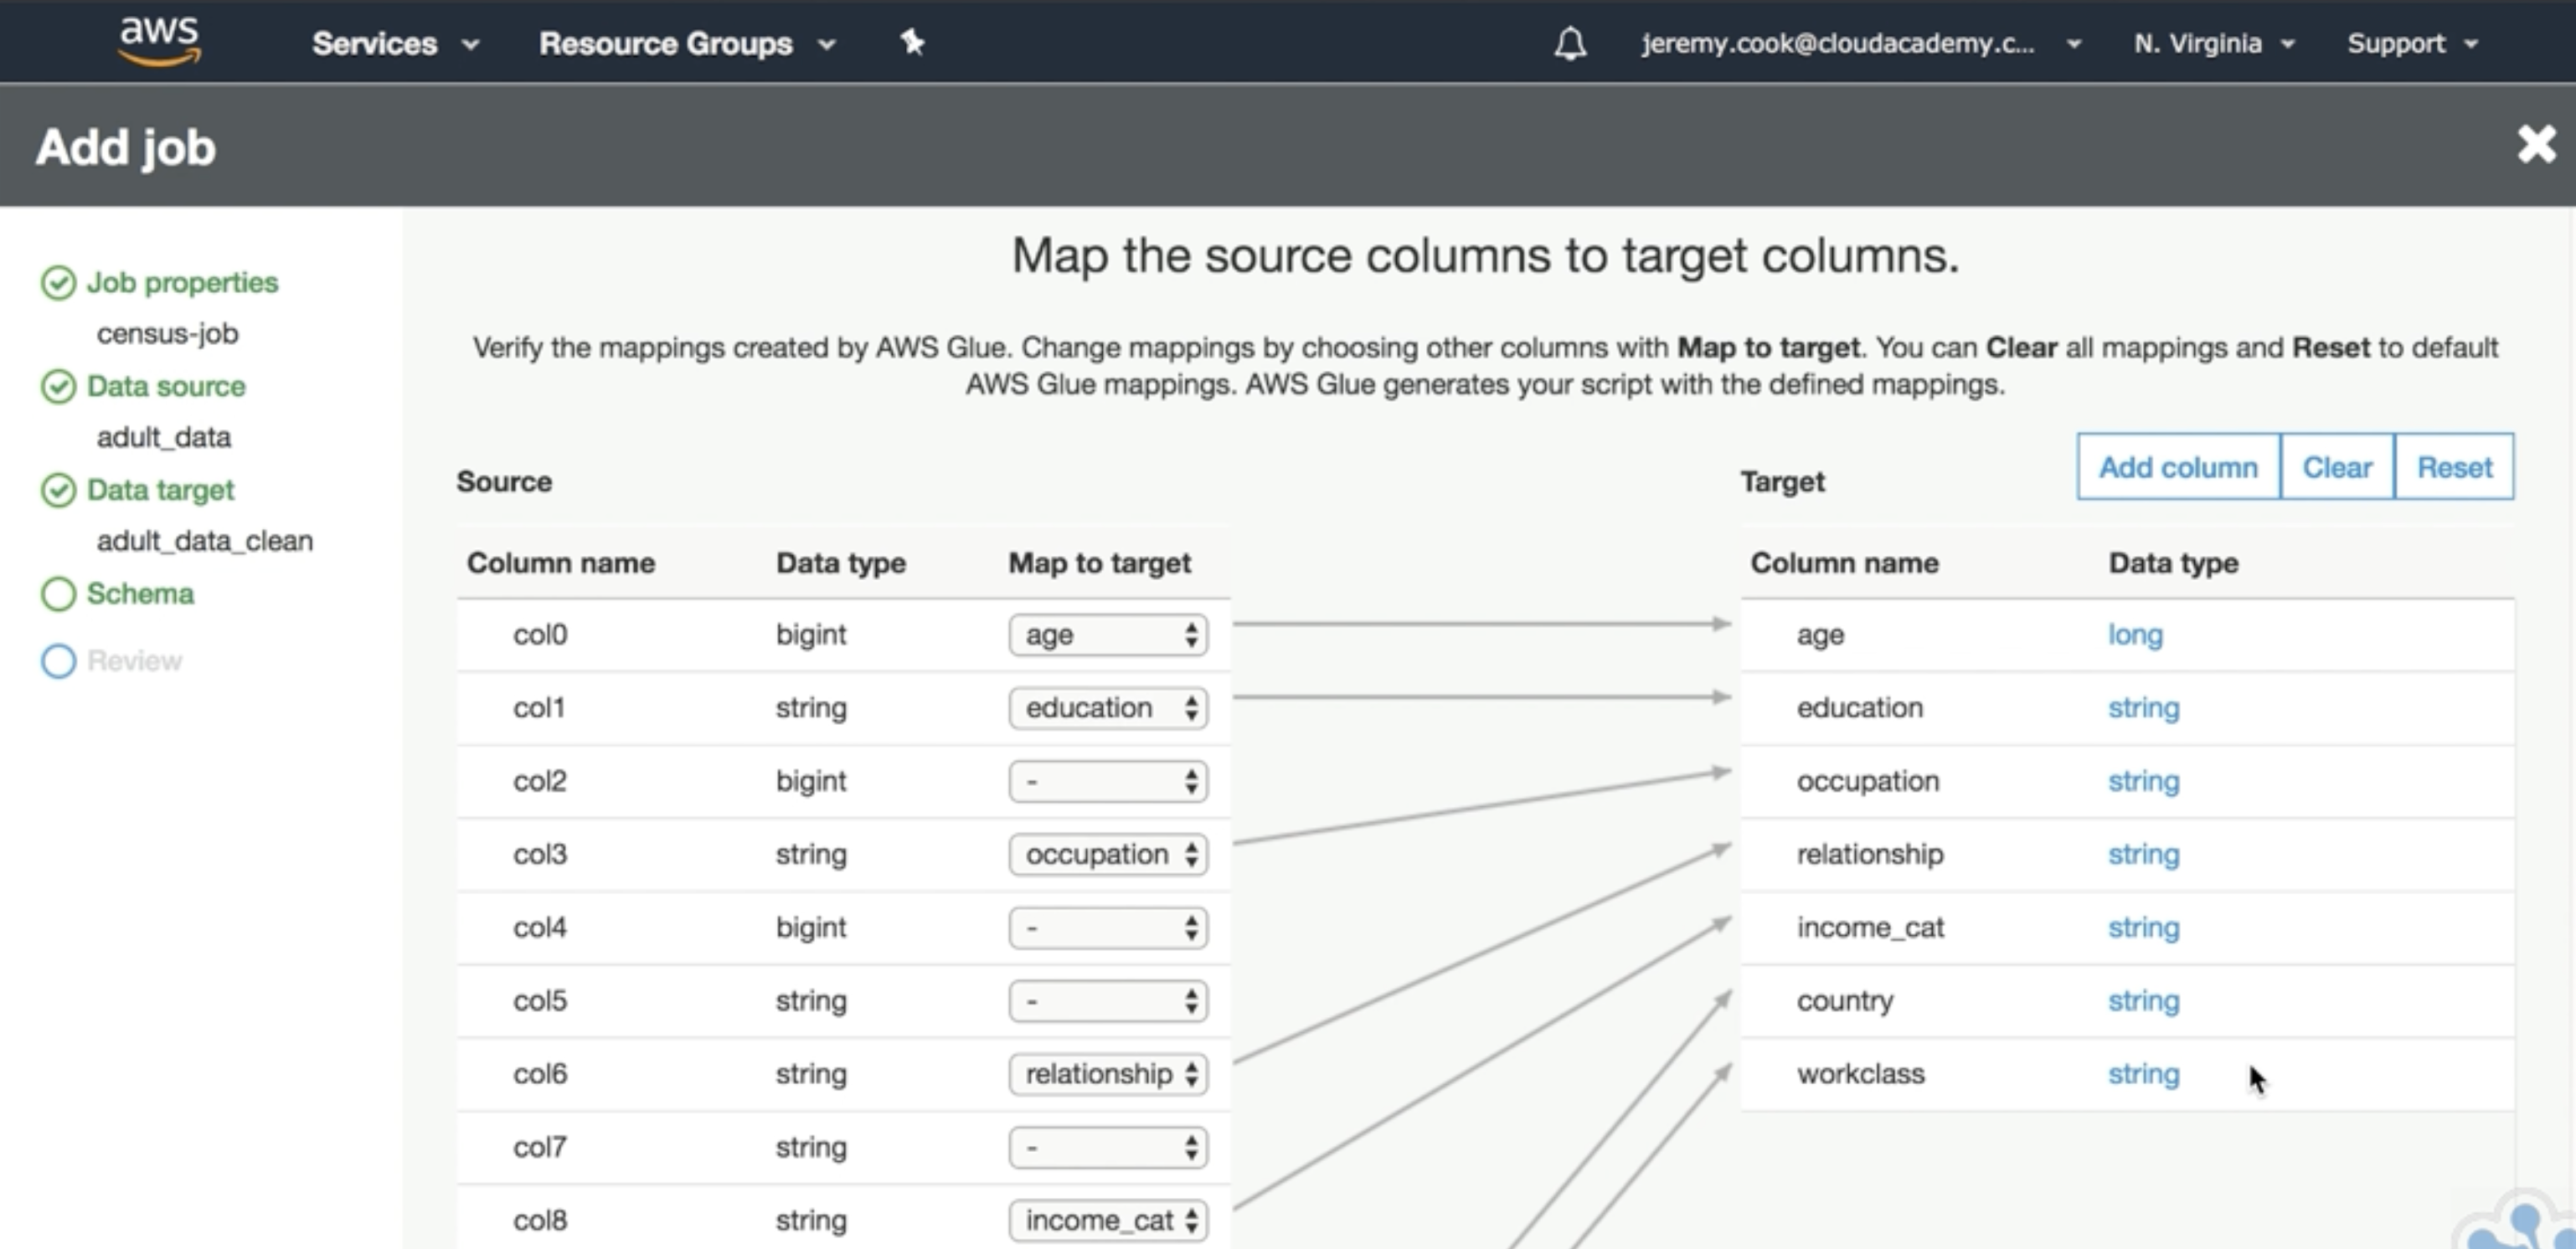 aws Services Resource Groups jeremy.cook@cloudacademy.c... N. Virginia Support
Add job
Job properties
census-job
Data source
adult_data
Data target
adult_data_clean
Schema
Review
Map the source columns to target columns.
Verify the mappings created by AWS Glue. Change mappings by choosing other columns with Map to target. You can Clear all mappings and Reset to default
AWS Glue mappings. AWS Glue generates your script with the defined mappings.
Source
Column name Data type Map to target
col0 bigint age
col1 string education
col2 bigint -
col3 string occupation
col4 bigint -
col5 string -
col6 string relationship
col7 string -
col8 string income_cat
Target Add column Clear Reset
Column name Data type
age long
education string
occupation string
relationship string
income_cat string
country string
workclass string